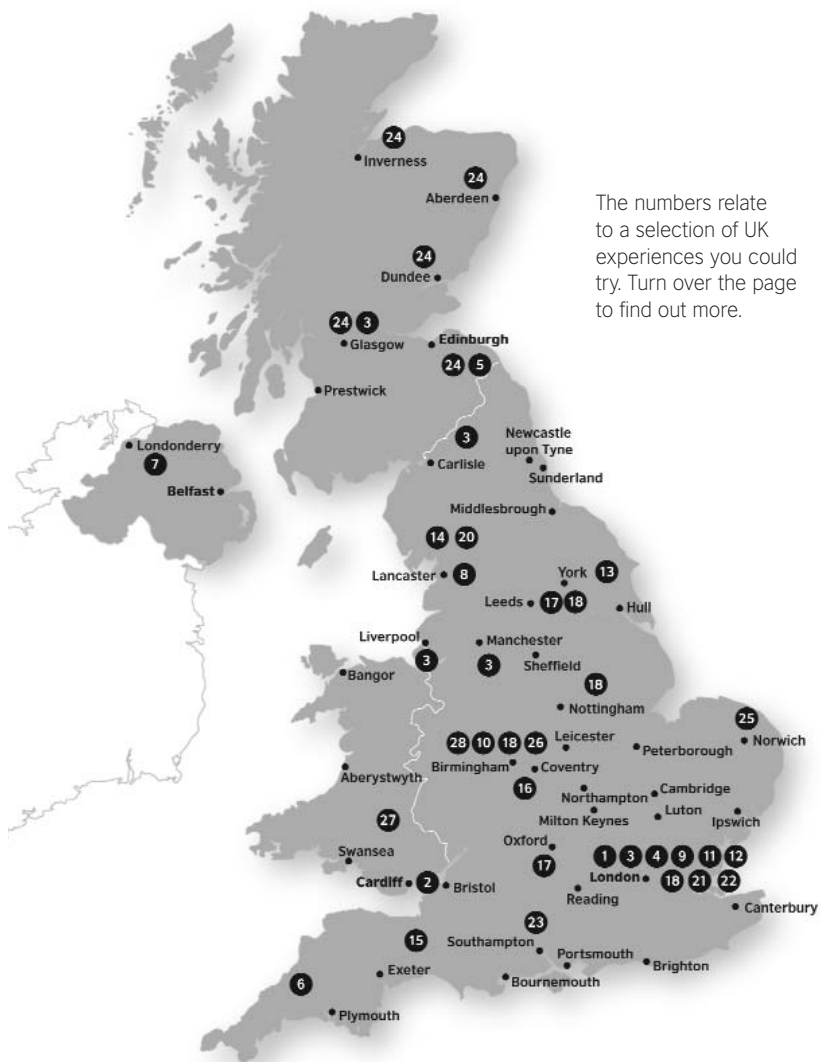 24
Inverness
24
Aberdeen
The numbers relate
to a selection of UK
experiences you could
try. Turn over the page
to find out more.
24
Dundee
24 3
Glasgow
Edinburgh
24 5
Prestwick
3
Carlisle
Newcastle
upon Tyne
Sunderland
Londonderry
7
Belfast
Middlesbrough
14 20
Lancaster 8
York 13
Leeds 17 18
Hull
Liverpool
3
Manchester
3
Sheffield
Bangor
18
Nottingham
25
Norwich
28 10 18 26
Birmingham
Leicester
Peterborough
Coventry
16
Aberystwyth
Northampton
Cambridge
Milton Keynes
Luton
Ipswich
27
Swansea
Oxford
17
1 3 4 9 11 12
London
18 21 22
Cardiff 2
Bristol
Reading
Canterbury
23
15
Southampton
Portsmouth
Brighton
Exeter
Bournemouth
6
Plymouth